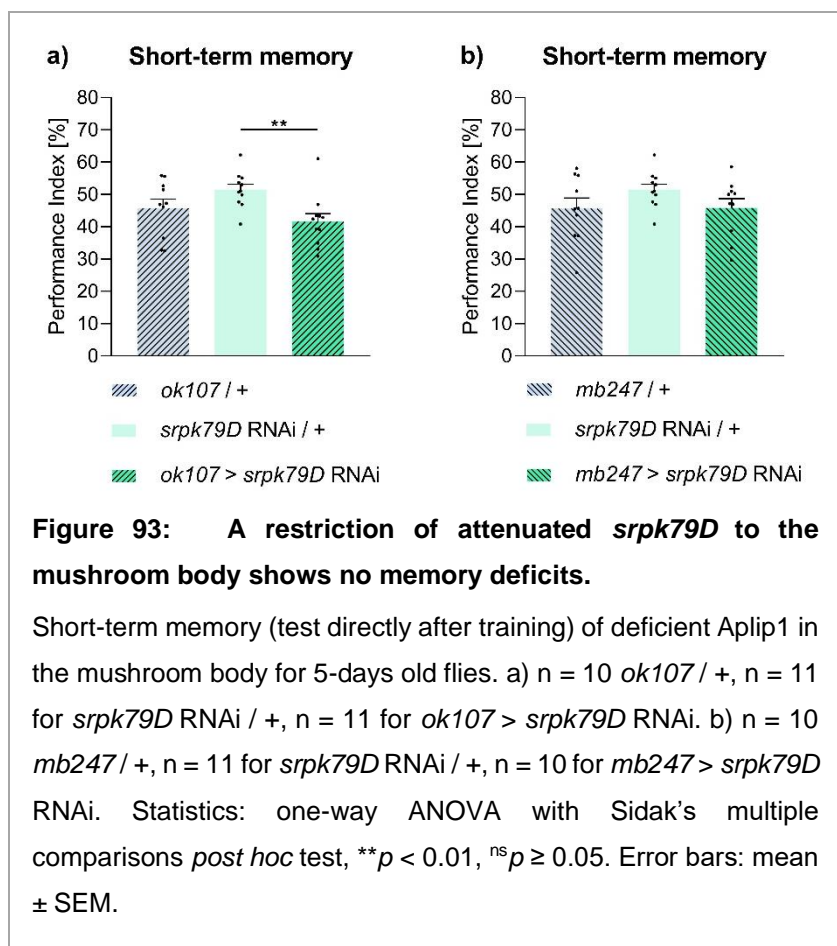 a) Short-term memory
b) Short-term memory
Performance Index [%]
80
70
60
50
40
30
20
10
0
**
ok107 / +
srpk79D RNAi / +
ok107 > srpk79D RNAi
Performance Index [%]
80
70
60
50
40
30
20
10
0
mb247 / +
srpk79D RNAi / +
mb247 > srpk79D RNAi
Figure 93: A restriction of attenuated srpk79D to the
mushroom body shows no memory deficits.
Short-term memory (test directly after training) of deficient Aplip1 in
the mushroom body for 5-days old flies. a) n = 10 ok107 / +, n = 11
for srpk79D RNAi / +, n = 11 for ok107 > srpk79D RNAi. b) n = 10
mb247 / +, n = 11 for srpk79D RNAi / +, n = 10 for mb247 > srpk79D
RNAi. Statistics: one-way ANOVA with Sidak's multiple
comparisons post hoc test, **p < 0.01, nsp ≥ 0.05. Error bars: mean
± SEM.